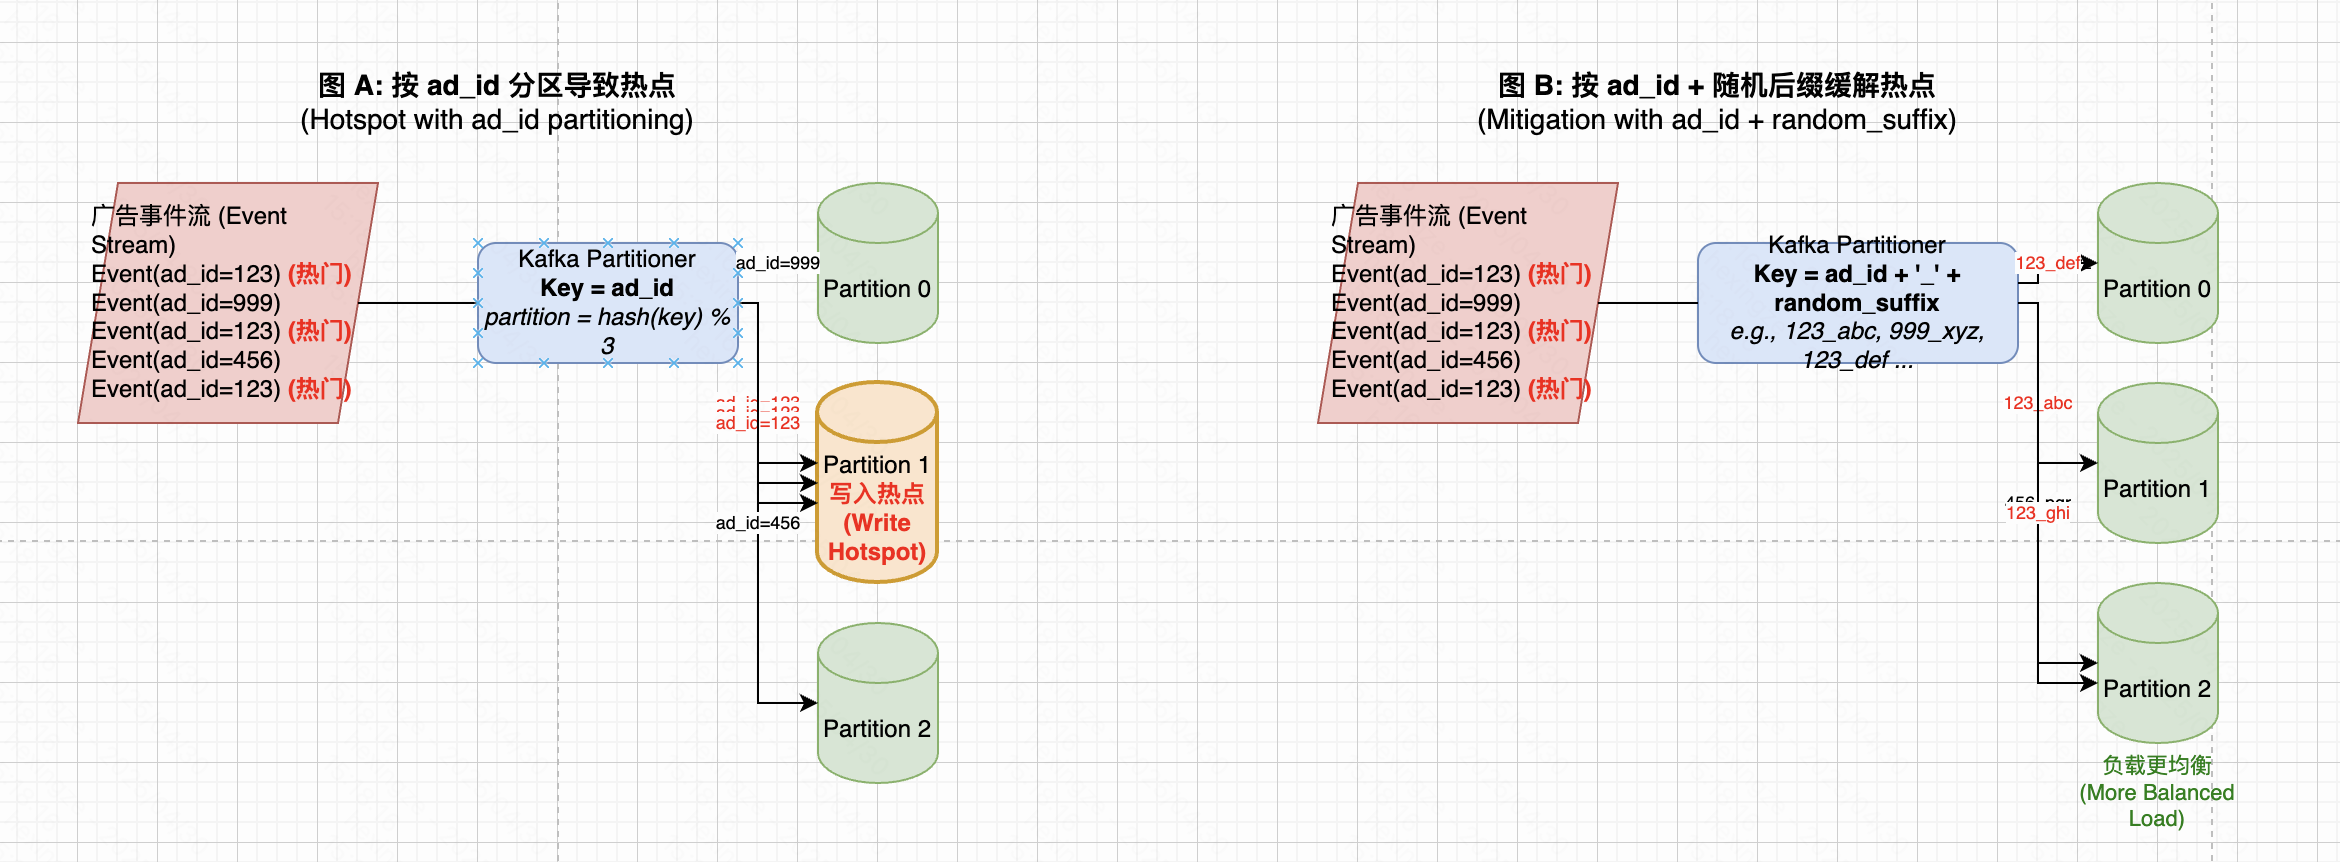 图 A: 按 ad_id 分区导致热点
(Hotspot with ad_id partitioning)
广告事件流 (Event
Stream)
Event(ad_id=123) (热门)
Event(ad_id=999)
Event(ad_id=123) (热门)
Event(ad_id=456)
Event(ad_id=123) (热门)
Kafka Partitioner
Key = ad_id
partition = hash(key) %
3
ad_id=999
Partition 0
ad_id=123
ad_id=123
ad_id=123
Partition 1
写入热点
(Write
Hotspot)
ad_id=456
Partition 2
图 B: 按 ad_id + 随机后缀缓解热点
(Mitigation with ad_id + random_suffix)
广告事件流 (Event
Stream)
Event(ad_id=123) (热门)
Event(ad_id=999)
Event(ad_id=123) (热门)
Event(ad_id=456)
Event(ad_id=123) (热门)
Kafka Partitioner
Key = ad_id + '_' +
random_suffix
e.g., 123_abc, 999_xyz,
123_def ...
123_def
Partition 0
123_abc
Partition 1
456_pqr
123_ghi
Partition 2
负载更均衡
(More Balanced
Load)